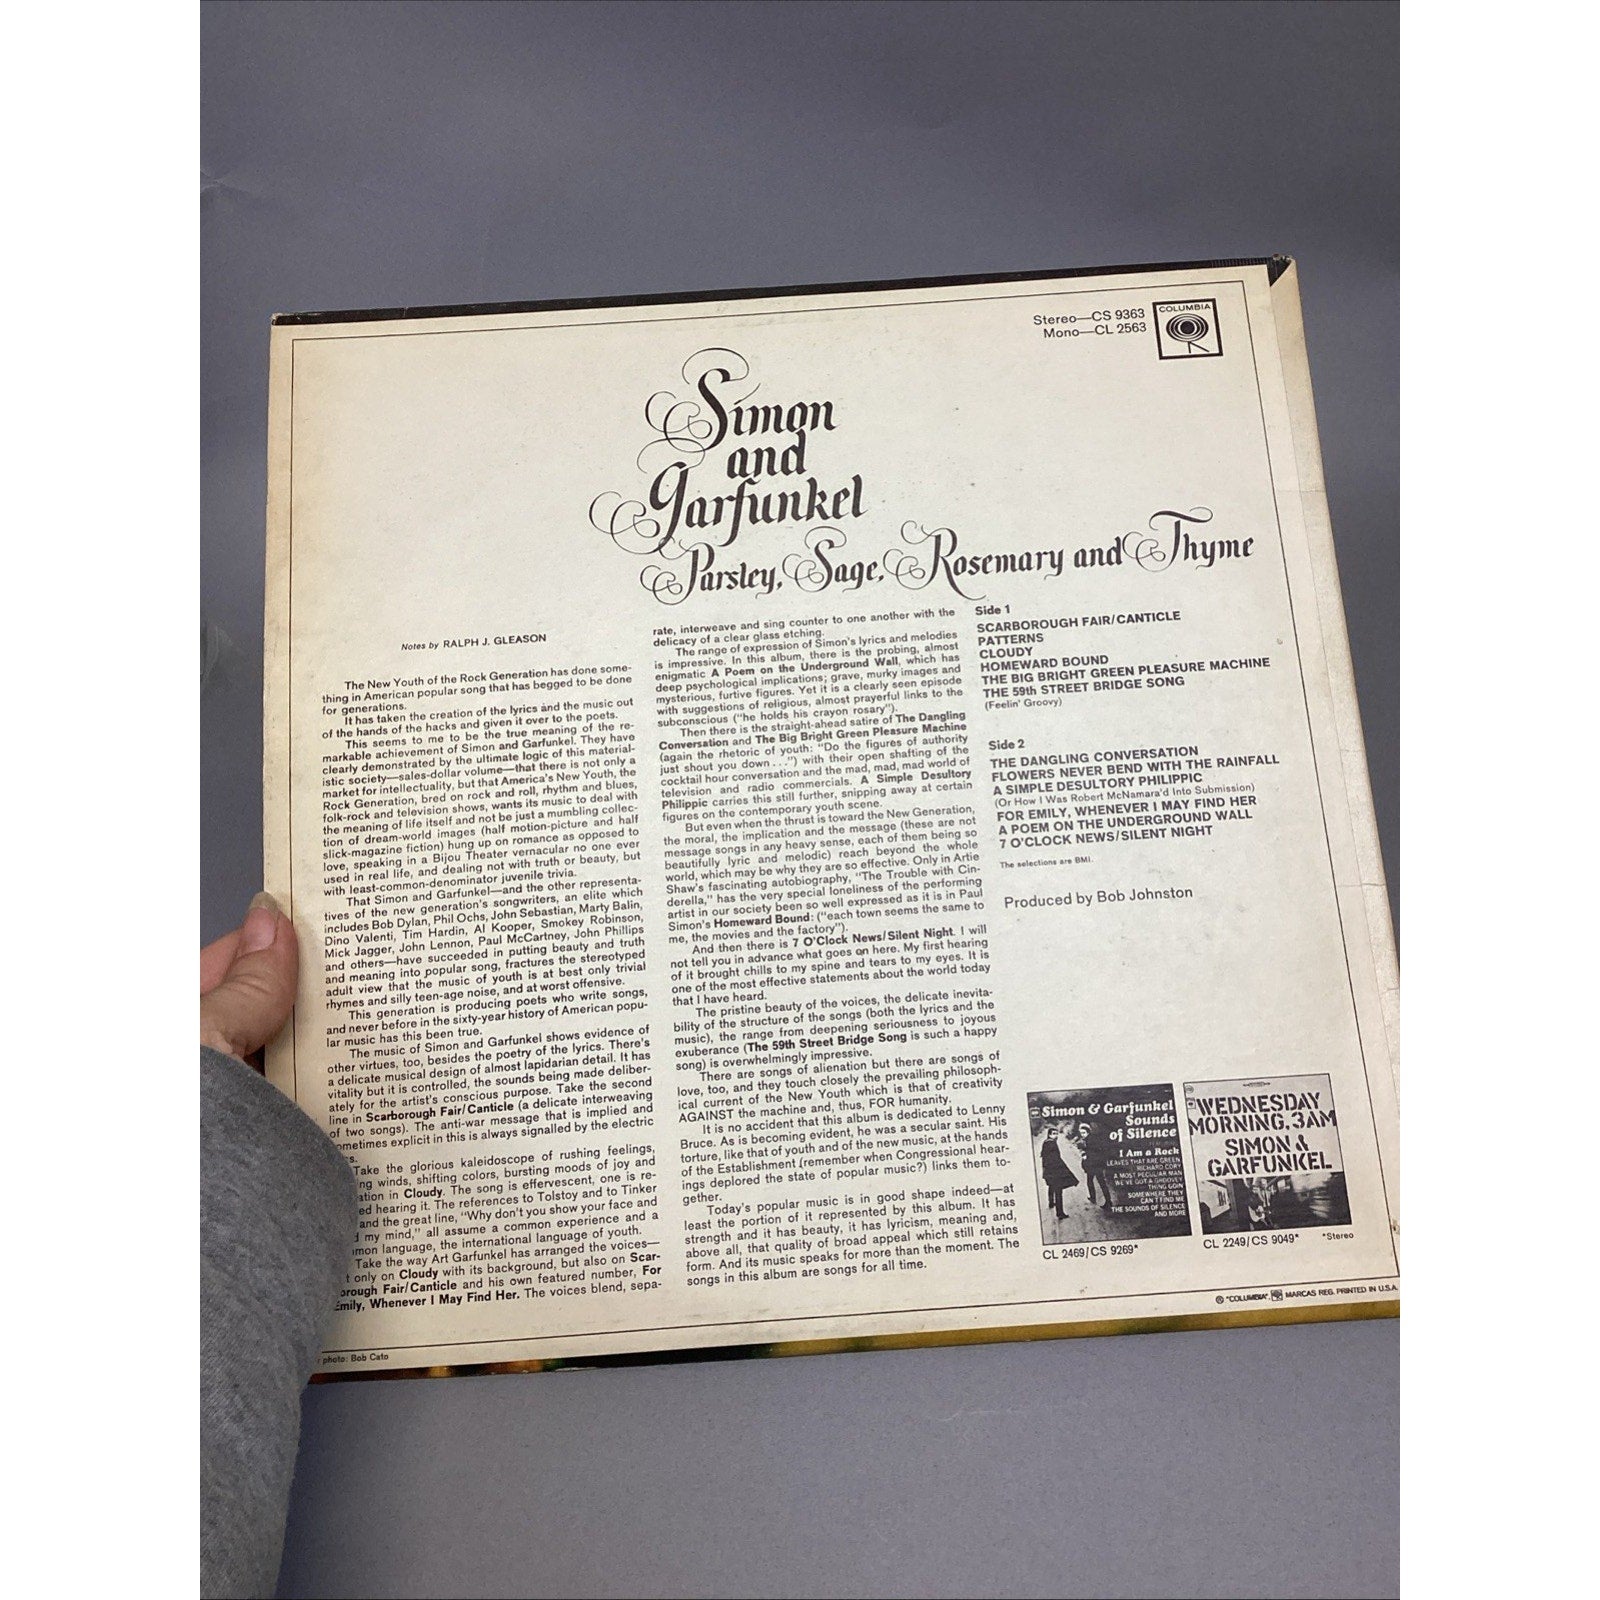 Stereo—CS 9363
Mono—CL 2563
COLUMBIA
Simon
and
Garfunkel
Parsley, Sage, Rosemary and Thyme
Notes by RALPH J. GLEASON
The New Youth of the Rock Generation has done some-
thing in American popular song that has begged to be done
for generations.
It has taken the creation of the lyrics and the music out
of the hands of the hacks and given it over to the poets.
This seems to me to be the true meaning of the re-
markable achievement of Simon and Garfunkel. They have
clearly demonstrated by the ultimate logic of this material-
istic society—sales-dollar volume—that there is not only a
market for intellectuality, but that America's New Youth, the
Rock Generation, bred on rock and roll, rhythm and blues,
folk-rock and television shows, wants its music to deal with
the meaning of life itself and not be just a mumbling collec-
tion of dream-world images (half motion-picture and half
slick-magazine fiction) hung up on romance as opposed to
love, speaking in a Bijou Theater vernacular no one ever
used in real life, and dealing not with truth or beauty, but
with least-common-denominator juvenile trivia.
That Simon and Garfunkel—and the other representa-
tives of the new generation's songwriters, an elite which
includes Bob Dylan, Phil Ochs, John Sebastian, Marty Balin,
Dino Valenti, Tim Hardin, Al Kooper, Smokey Robinson,
Mick Jagger, John Lennon, Paul McCartney, John Phillips
and others—have succeeded in putting beauty and truth
and meaning into popular song, fractures the stereotyped
adult view that the music of youth is at best only trivial
rhymes and silly teen-age noise, and at worst offensive.
This generation is producing poets who write songs,
and never before in the sixty-year history of American popu-
lar music has this been true.
The music of Simon and Garfunkel shows evidence of
other virtues, too, besides the poetry of the lyrics. There's
a delicate musical design of almost lapidarian detail. It has
vitality but it is controlled, the sounds being made deliber-
ately for the artist's conscious purpose. Take the second
line in Scarborough Fair/Canticle (a delicate interweaving
of two songs). The anti-war message that is implied and
ometimes explicit in this is always signalled by the electric
s.
Take the glorious kaleidoscope of rushing feelings,
ng winds, shifting colors, bursting moods of joy and
ation in Cloudy. The song is effervescent, one is re-
ed hearing it. The references to Tolstoy and to Tinker
and the great line, "Why don't you show your face and
d my mind," all assume a common experience and a
mon language, the international language of youth.
Take the way Art Garfunkel has arranged the voices—
t only on Cloudy with its background, but also on Scar-
orough Fair/Canticle and his own featured number, For
Emily, Whenever I May Find Her. The voices blend, sepa-
rate, interweave and sing counter to one another with the
delicacy of a clear glass etching.
The range of expression of Simon's lyrics and melodies
is impressive. In this album, there is the probing, almost
enigmatic A Poem on the Underground Wall, which has
deep psychological implications; grave, murky images and
mysterious, furtive figures. Yet it is a clearly seen episode
with suggestions of religious, almost prayerful links to the
subconscious ("he holds his crayon rosary").
Then there is the straight-ahead satire of The Dangling
Conversation and The Big Bright Green Pleasure Machine
(again the rhetoric of youth: "Do the figures of authority
just shout you down . . .") with their open shafting of the
cocktail hour conversation and the mad, mad, mad world of
television and radio commercials. A Simple Desultory
Philippic carries this still further, snipping away at certain
figures on the contemporary youth scene.
But even when the thrust is toward the New Generation,
the moral, the implication and the message (these are not
message songs in any heavy sense, each of them being so
beautifully lyric and melodic) reach beyond the whole
world, which may be why they are so effective. Only in Artie
Shaw's fascinating autobiography, "The Trouble with Cin-
derella," has the very special loneliness of the performing
artist in our society been so well expressed as it is in Paul
Simon's Homeward Bound: ("each town seems the same to
me, the movies and the factory").
And then there is 7 O'Clock News/Silent Night. I will
not tell you in advance what goes on here. My first hearing
of it brought chills to my spine and tears to my eyes. It is
one of the most effective statements about the world today
that I have heard.
The pristine beauty of the voices, the delicate inevita-
bility of the structure of the songs (both the lyrics and the
music), the range from deepening seriousness to joyous
exuberance (The 59th Street Bridge Song is such a happy
song) is overwhelmingly impressive.
There are songs of alienation but there are songs of
love, too, and they touch closely the prevailing philosoph-
ical current of the New Youth which is that of creativity
AGAINST the machine and, thus, FOR humanity.
It is no accident that this album is dedicated to Lenny
Bruce. As is becoming evident, he was a secular saint. His
torture, like that of youth and of the new music, at the hands
of the Establishment (remember when Congressional hear-
ings deplored the state of popular music?) links them to-
gether.
Today's popular music is in good shape indeed—at
least the portion of it represented by this album. It has
strength and it has beauty, it has lyricism, meaning and,
above all, that quality of broad appeal which still retains
form. And its music speaks for more than the moment. The
songs in this album are songs for all time.
Side 1
SCARBOROUGH FAIR/CANTICLE
PATTERNS
CLOUDY
HOMEWARD BOUND
THE BIG BRIGHT GREEN PLEASURE MACHINE
THE 59th STREET BRIDGE SONG
(Feelin' Groovy)
Side 2
THE DANGLING CONVERSATION
FLOWERS NEVER BEND WITH THE RAINFALL
A SIMPLE DESULTORY PHILIPPIC
(Or How I Was Robert McNamara'd Into Submission)
FOR EMILY, WHENEVER I MAY FIND HER
A POEM ON THE UNDERGROUND WALL
7 O'CLOCK NEWS/SILENT NIGHT
The selections are BMI.
Produced by Bob Johnston
Simon & Garfunkel
Sounds
of Silence
I Am a Rock
LEAVES THAT ARE GREEN
RICHARD CORY
A MOST PECULIAR MAN
WE'VE GOT A GROOVEY
THING GOIN
SOMEWHERE THEY
CAN'T FIND ME
THE SOUNDS OF SILENCE
AND MORE
CL 2469/CS 9269*
WEDNESDAY
MORNING, 3AM
SIMON &
GARFUNKEL
CL 2249/CS 9049*
*Stereo
® "COLUMBIA", MARCAS REG. PRINTED IN U.S.A.
r photo: Bob Cato